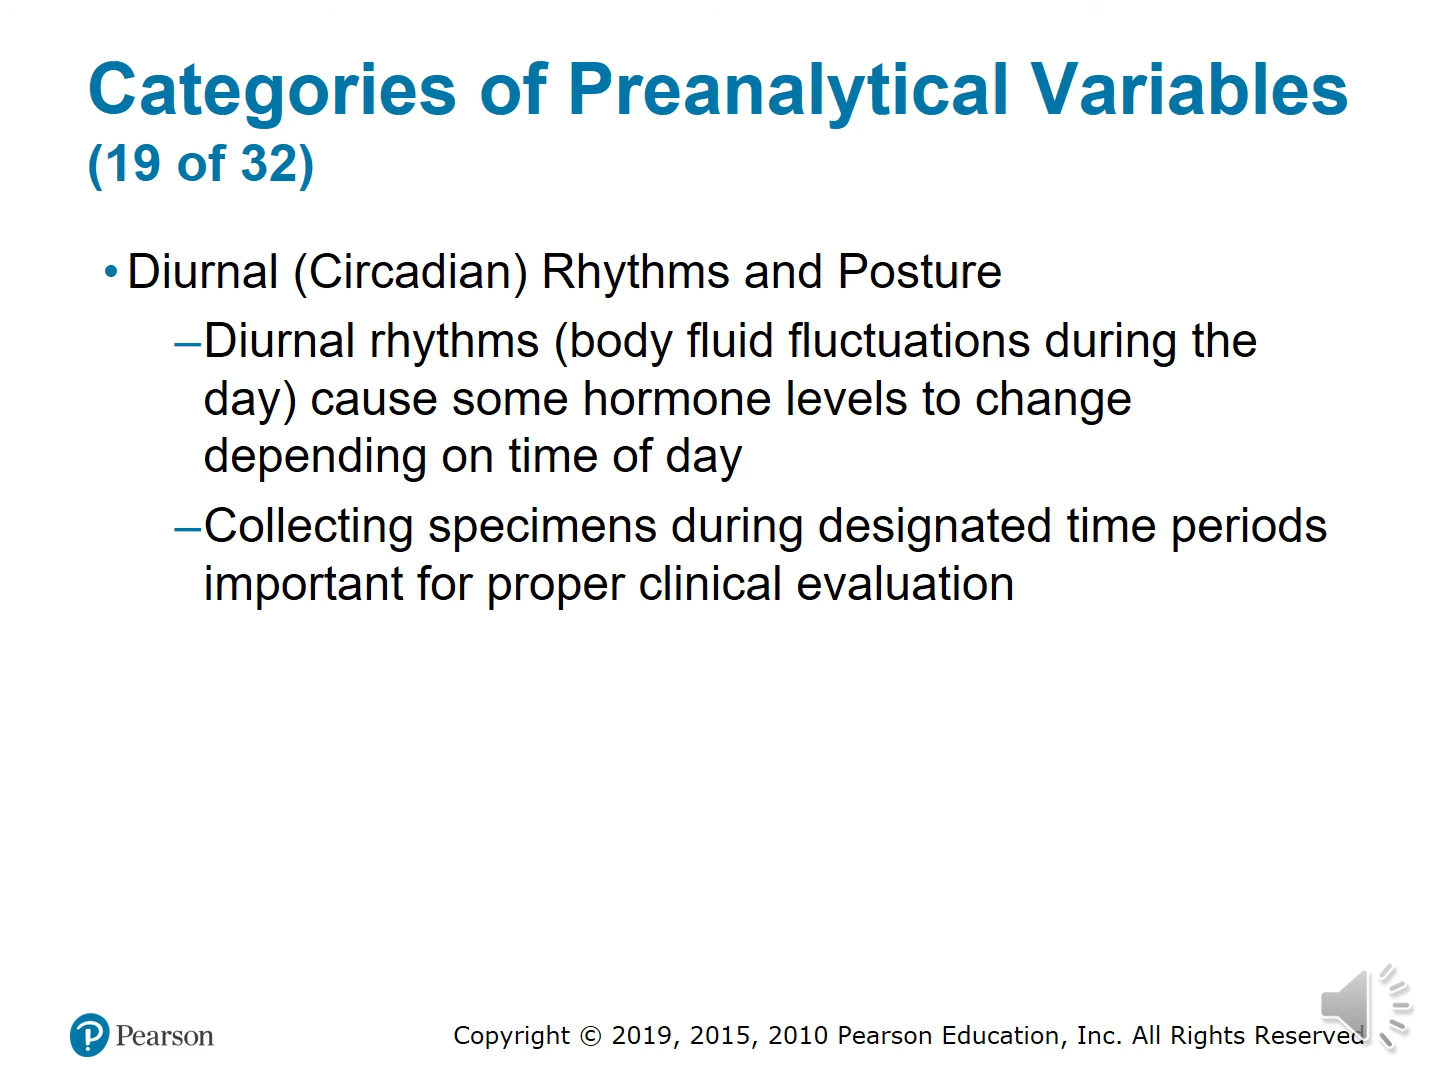 Categories of Preanalytical Variables
(19 of 32)
• Diurnal (Circadian) Rhythms and Posture
–Diurnal rhythms (body fluid fluctuations during the
day) cause some hormone levels to change
depending on time of day
–Collecting specimens during designated time periods
important for proper clinical evaluation
Pearson
Copyright © 2019, 2015, 2010 Pearson Education, Inc. All Rights Reserved